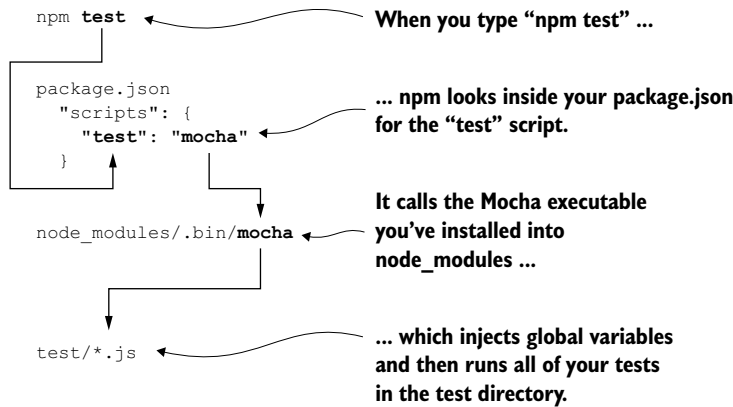 npm test
When you type “npm test” ...
package.json
"scripts": {
"test": "mocha"
}
... npm looks inside your package.json
for the “test” script.
node_modules/.bin/mocha
It calls the Mocha executable
you’ve installed into
node_modules ...
test/*.js
... which injects global variables
and then runs all of your tests
in the test directory.